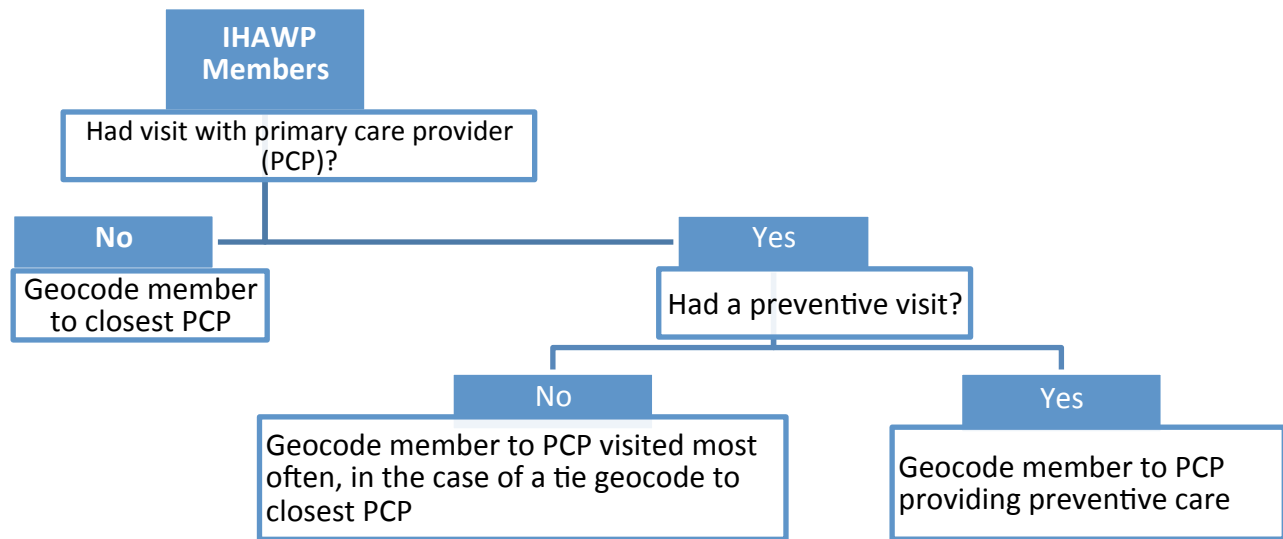 IHAWP
Members
Had visit with primary care provider
(PCP)?
No
Geocode member
to closest PCP
Yes
Had a preventive visit?
No
Geocode member to PCP visited most
often, in the case of a tie geocode to
closest PCP
Yes
Geocode member to PCP
providing preventive care